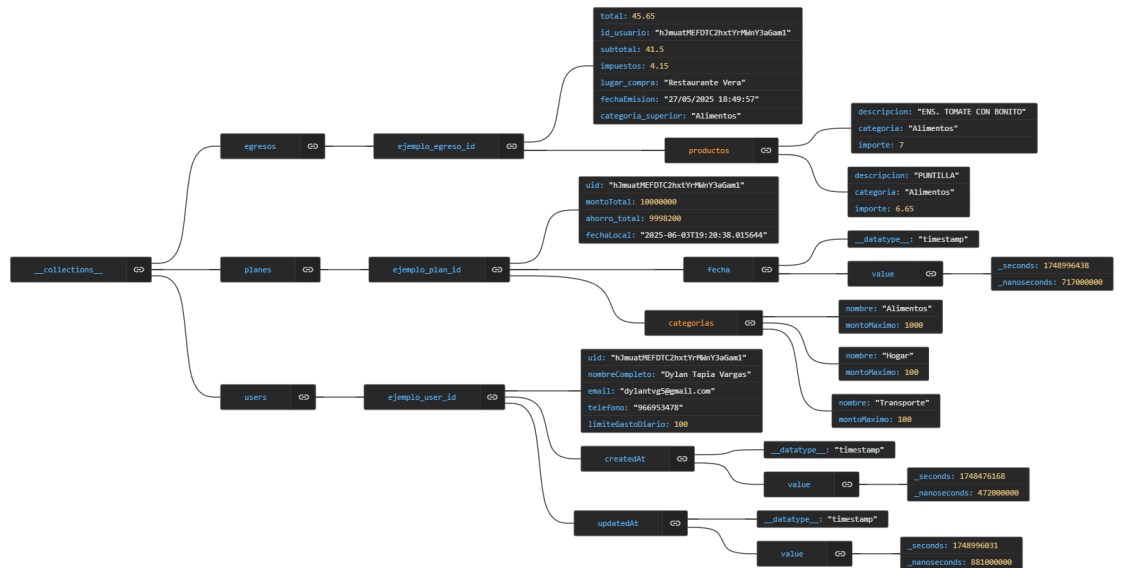 total: 45.65
id_usuario: "hJmuatMEFDTC2hxtYrMWnY3aGam1"
subtotal: 41.5
impuestos: 4.15
lugar_compra: "Restaurante Vera"
fechaEmision: "27/05/2025 18:49:57"
categoria_superior: "Alimentos"
egresos
ejemplo_egreso_id
productos
descripcion: "ENS. TOMATE CON BONITO"
categoria: "Alimentos"
importe: 7
descripcion: "PUNTILLA"
categoria: "Alimentos"
importe: 6.65
__collections__
planes
ejemplo_plan_id
uid: "hJmuatMEFDTC2hxtYrMWnY3aGam1"
montoTotal: 10000000
ahorro_total: 9998200
fechaLocal: "2025-06-03T19:20:38.015644"
fecha
__datatype__: "timestamp"
value
_seconds: 1748996438
_nanoseconds: 717000000
categorias
nombre: "Alimentos"
montoMaximo: 1000
nombre: "Hogar"
montoMaximo: 100
nombre: "Transporte"
montoMaximo: 100
users
ejemplo_user_id
uid: "hJmuatMEFDTC2hxtYrMWnY3aGam1"
nombreCompleto: "Dylan Tapia Vargas"
email: "dylantvg5@gmail.com"
telefono: "966953478"
limiteGastoDiario: 100
createdAt
__datatype__: "timestamp"
value
_seconds: 1748476168
_nanoseconds: 472000000
updatedAt
__datatype__: "timestamp"
value
_seconds: 1748996031
_nanoseconds: 881000000